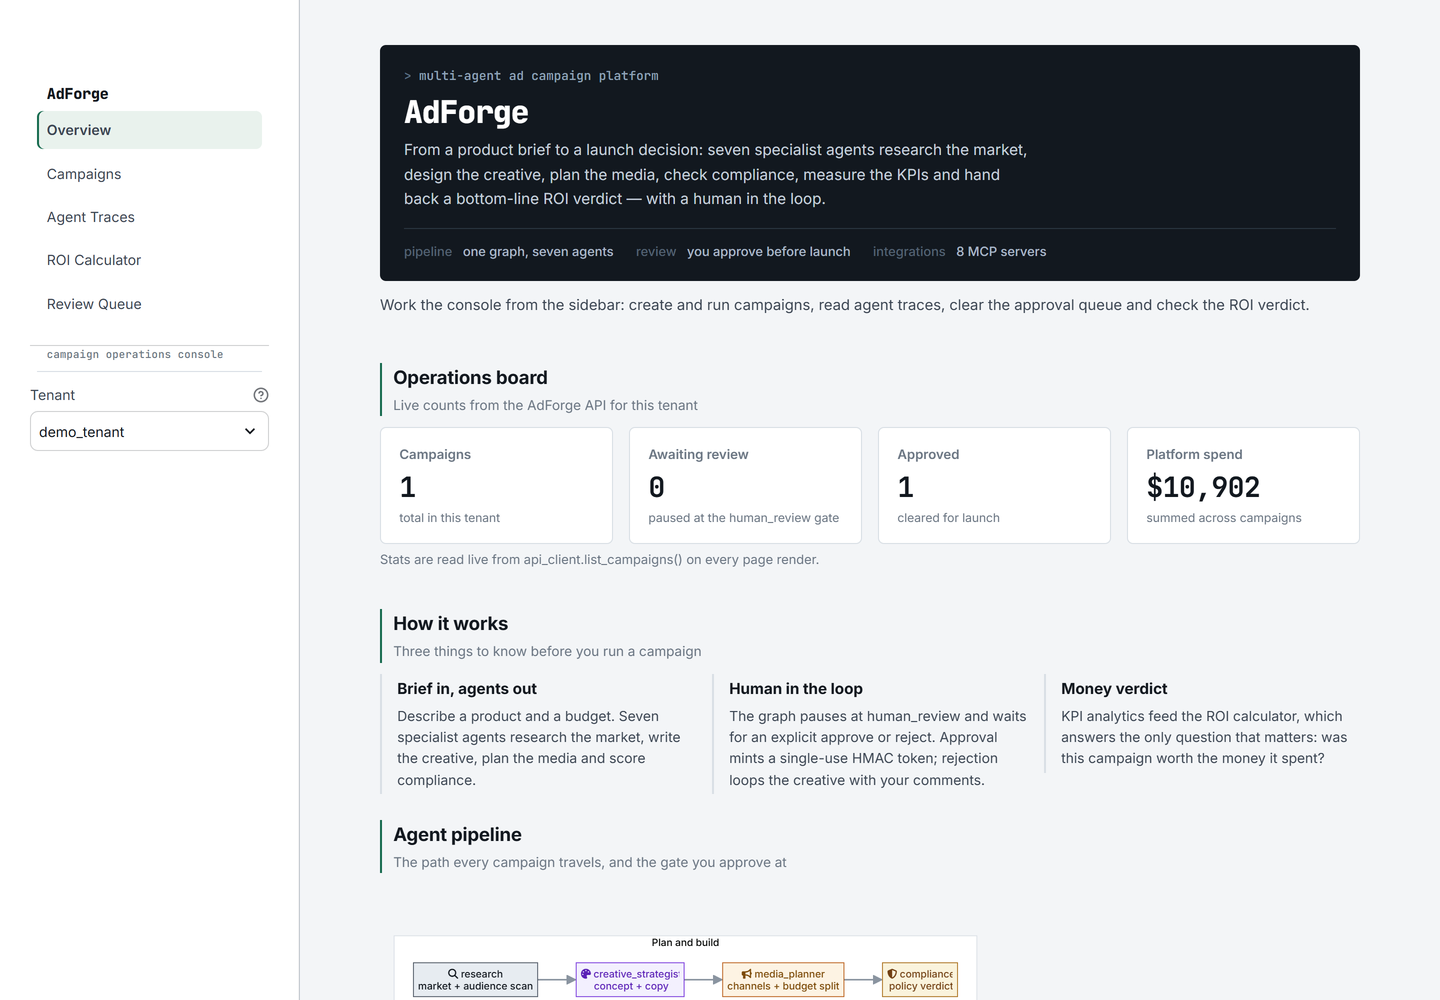 AdForge
Overview
Campaigns
Agent Traces
ROI Calculator
Review Queue
campaign operations console
Tenant
demo_tenant
> multi-agent ad campaign platform
AdForge
From a product brief to a launch decision: seven specialist agents research the market,
design the creative, plan the media, check compliance, measure the KPIs and hand
back a bottom-line ROI verdict — with a human in the loop.
pipeline one graph, seven agents review you approve before launch integrations 8 MCP servers
Work the console from the sidebar: create and run campaigns, read agent traces, clear the approval queue and check the ROI verdict.
Operations board
Live counts from the AdForge API for this tenant
Campaigns
1
total in this tenant
Awaiting review
0
paused at the human_review gate
Approved
1
cleared for launch
Platform spend
$10,902
summed across campaigns
Stats are read live from api_client.list_campaigns() on every page render.
How it works
Three things to know before you run a campaign
Brief in, agents out
Describe a product and a budget. Seven
specialist agents research the market, write
the creative, plan the media and score
compliance.
Human in the loop
The graph pauses at human_review and waits
for an explicit approve or reject. Approval
mints a single-use HMAC token; rejection
loops the creative with your comments.
Money verdict
KPI analytics feed the ROI calculator, which
answers the only question that matters: was
this campaign worth the money it spent?
Agent pipeline
The path every campaign travels, and the gate you approve at
Plan and build
research
market + audience scan
creative_strategis
concept + copy
media_planner
channels + budget split
compliance
policy verdict